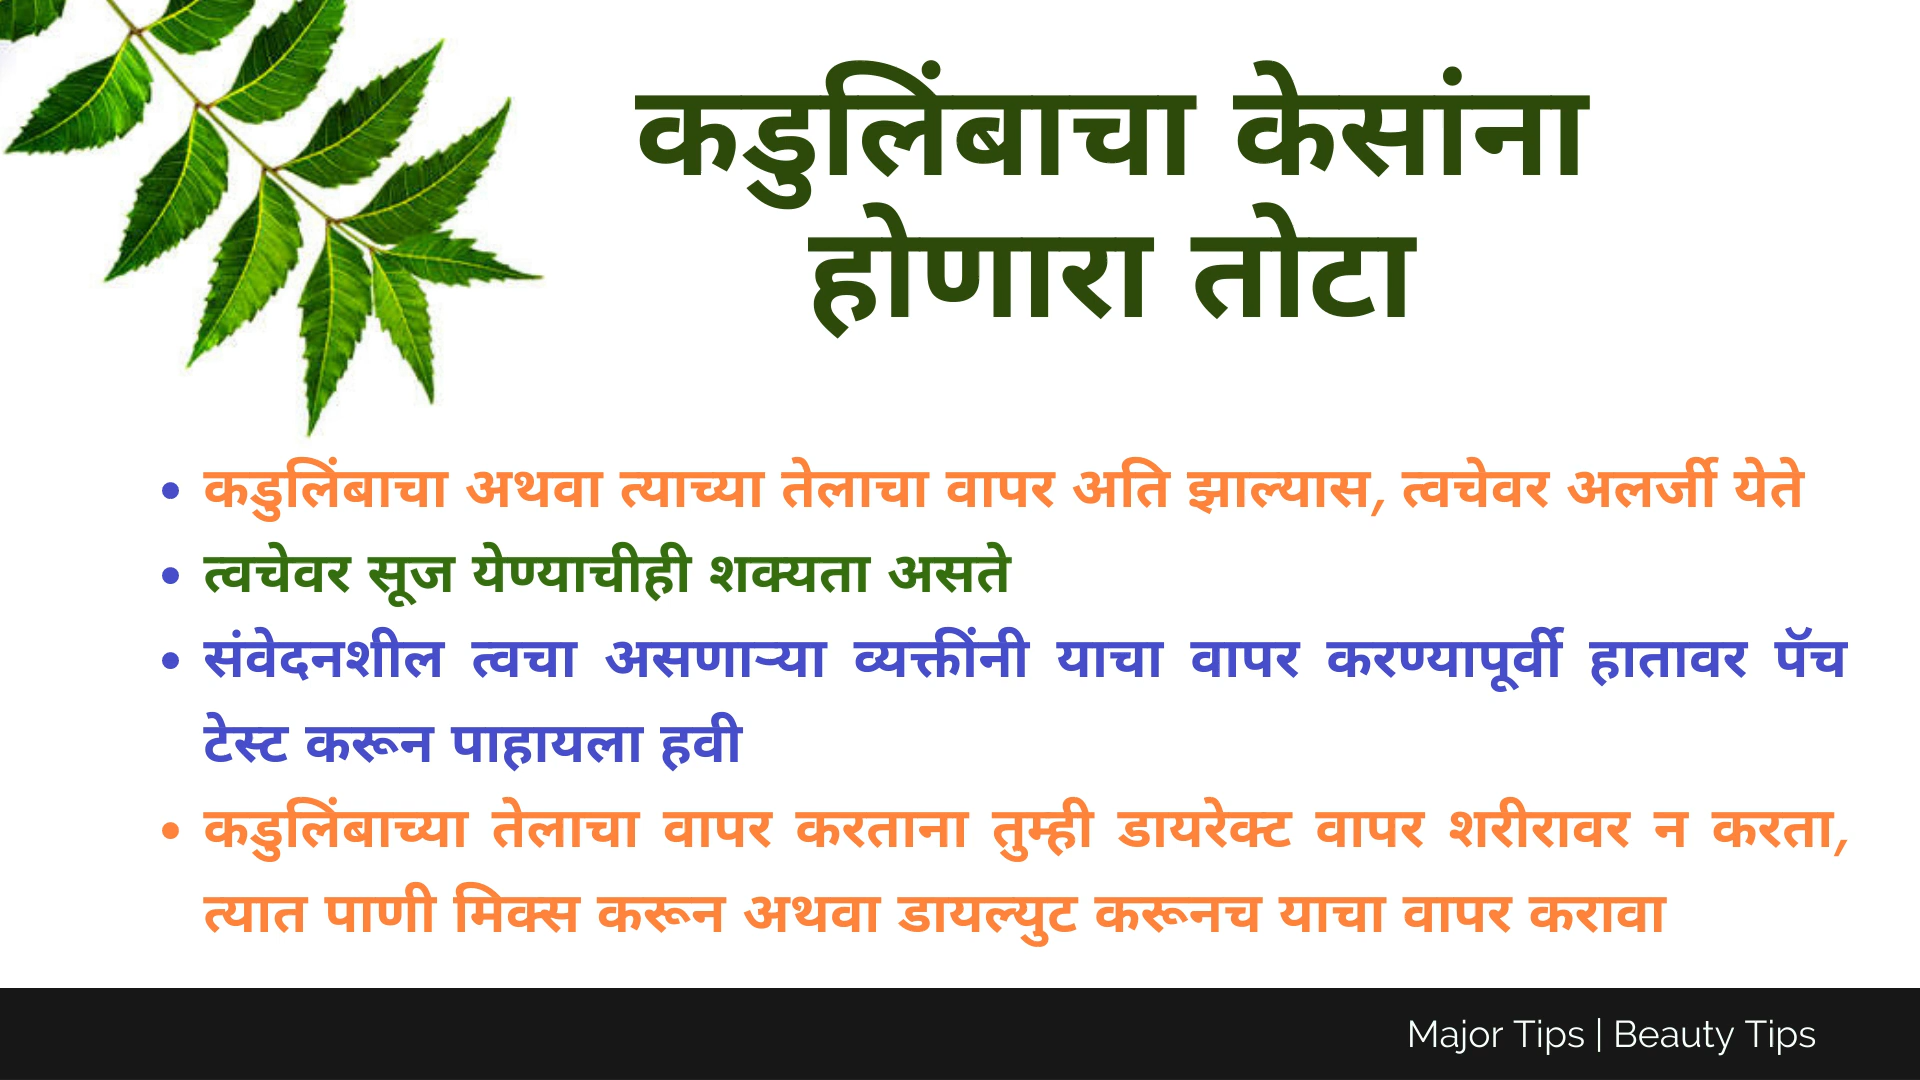 कडुलिंबाचा केसांना
होणारा तोटा
• कडुलिंबाचा अथवा त्याच्या तेलाचा वापर अति झाल्यास, त्वचेवर अलर्जी येते
• त्वचेवर सूज येण्याचीही शक्यता असते
• संवेदनशील त्वचा असणाऱ्या व्यक्तींनी याचा वापर करण्यापूर्वी हातावर पॅच
टेस्ट करून पाहायला हवी
• कडुलिंबाच्या तेलाचा वापर करताना तुम्ही डायरेक्ट वापर शरीरावर न करता,
त्यात पाणी मिक्स करून अथवा डायल्युट करूनच याचा वापर करावा
Major Tips | Beauty Tips